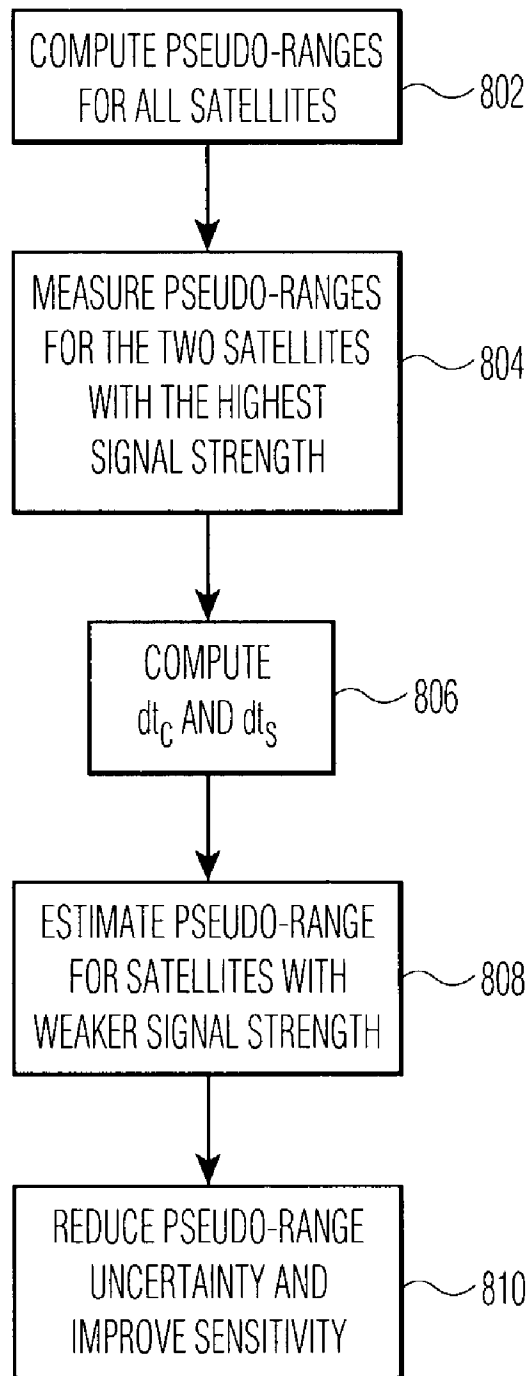 COMPUTE PSEUDO-RANGES
FOR ALL SATELLITES
802
MEASURE PSEUDO-RANGES
FOR THE TWO SATELLITES
WITH THE HIGHEST
SIGNAL STRENGTH
804
COMPUTE
dtC AND dtS
806
ESTIMATE PSEUDO-RANGE
FOR SATELLITES WITH
WEAKER SIGNAL STRENGTH
808
REDUCE PSEUDO-RANGE
UNCERTAINTY AND
IMPROVE SENSITIVITY
810